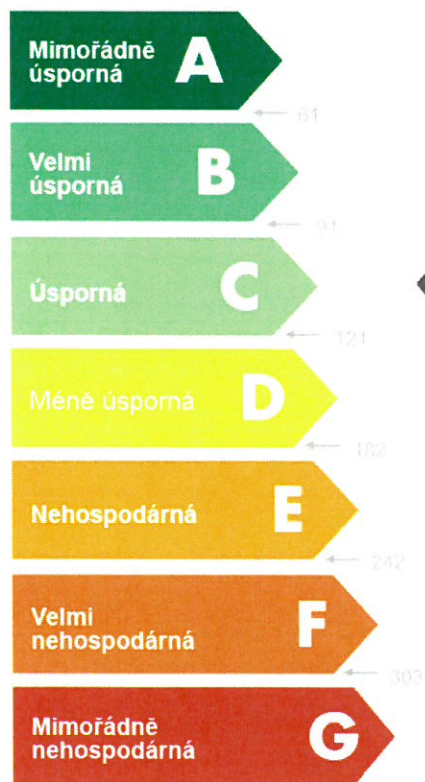 Mimořádně
úsporná
A
61
Velmi
úsporná
B
91
Úsporná
C
121
Méně úsporná
D
182
Nehospodárná
E
242
Velmi
nehospodárná
F
303
Mimořádně
nehospodárná
G